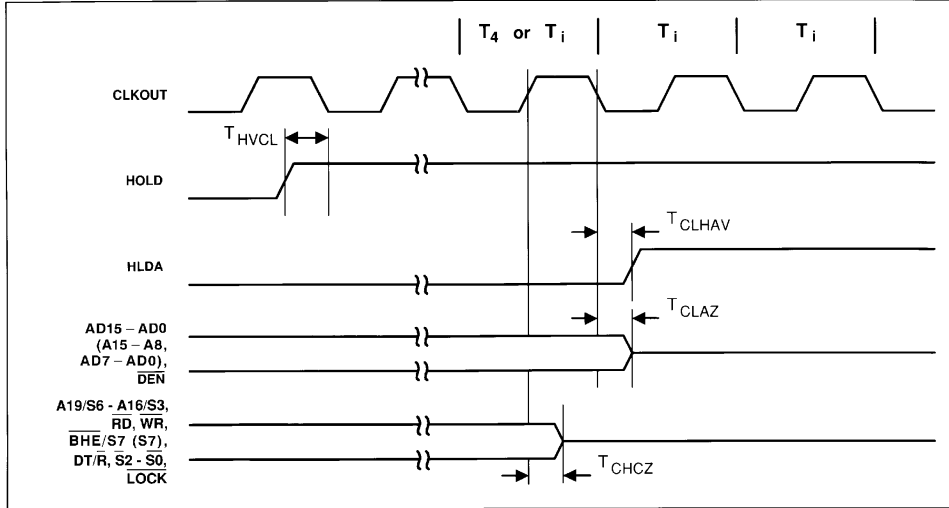 T4 or Ti
Ti
Ti
CLKOUT
THVCL
HOLD
TCLHAV
HLDA
TCLAZ
AD15 – AD0
(A15 – A8,
AD7 – AD0),
DEN
A19/S6 - A16/S3,
RD, WR,
BHE/S7 (S7),
DT/R, S2 - S0,
LOCK
TCHCZ